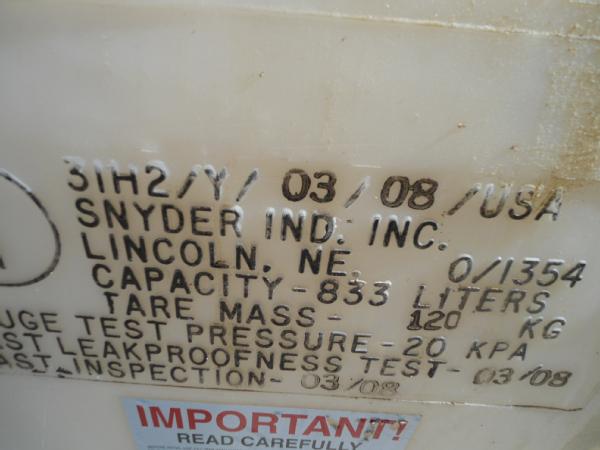 31H2/Y/ 03/08/USA
SNYDER IND. INC.
LINCOLN, NE. 0/1354
CAPACITY-833 LITERS
TARE MASS- 120 KG
UGE TEST PRESSURE-20 KPA
ST LEAKPROOFNESS TEST-03/08
AST INSPECTION-03/08
IMPORTANT!
READ CAREFULLY